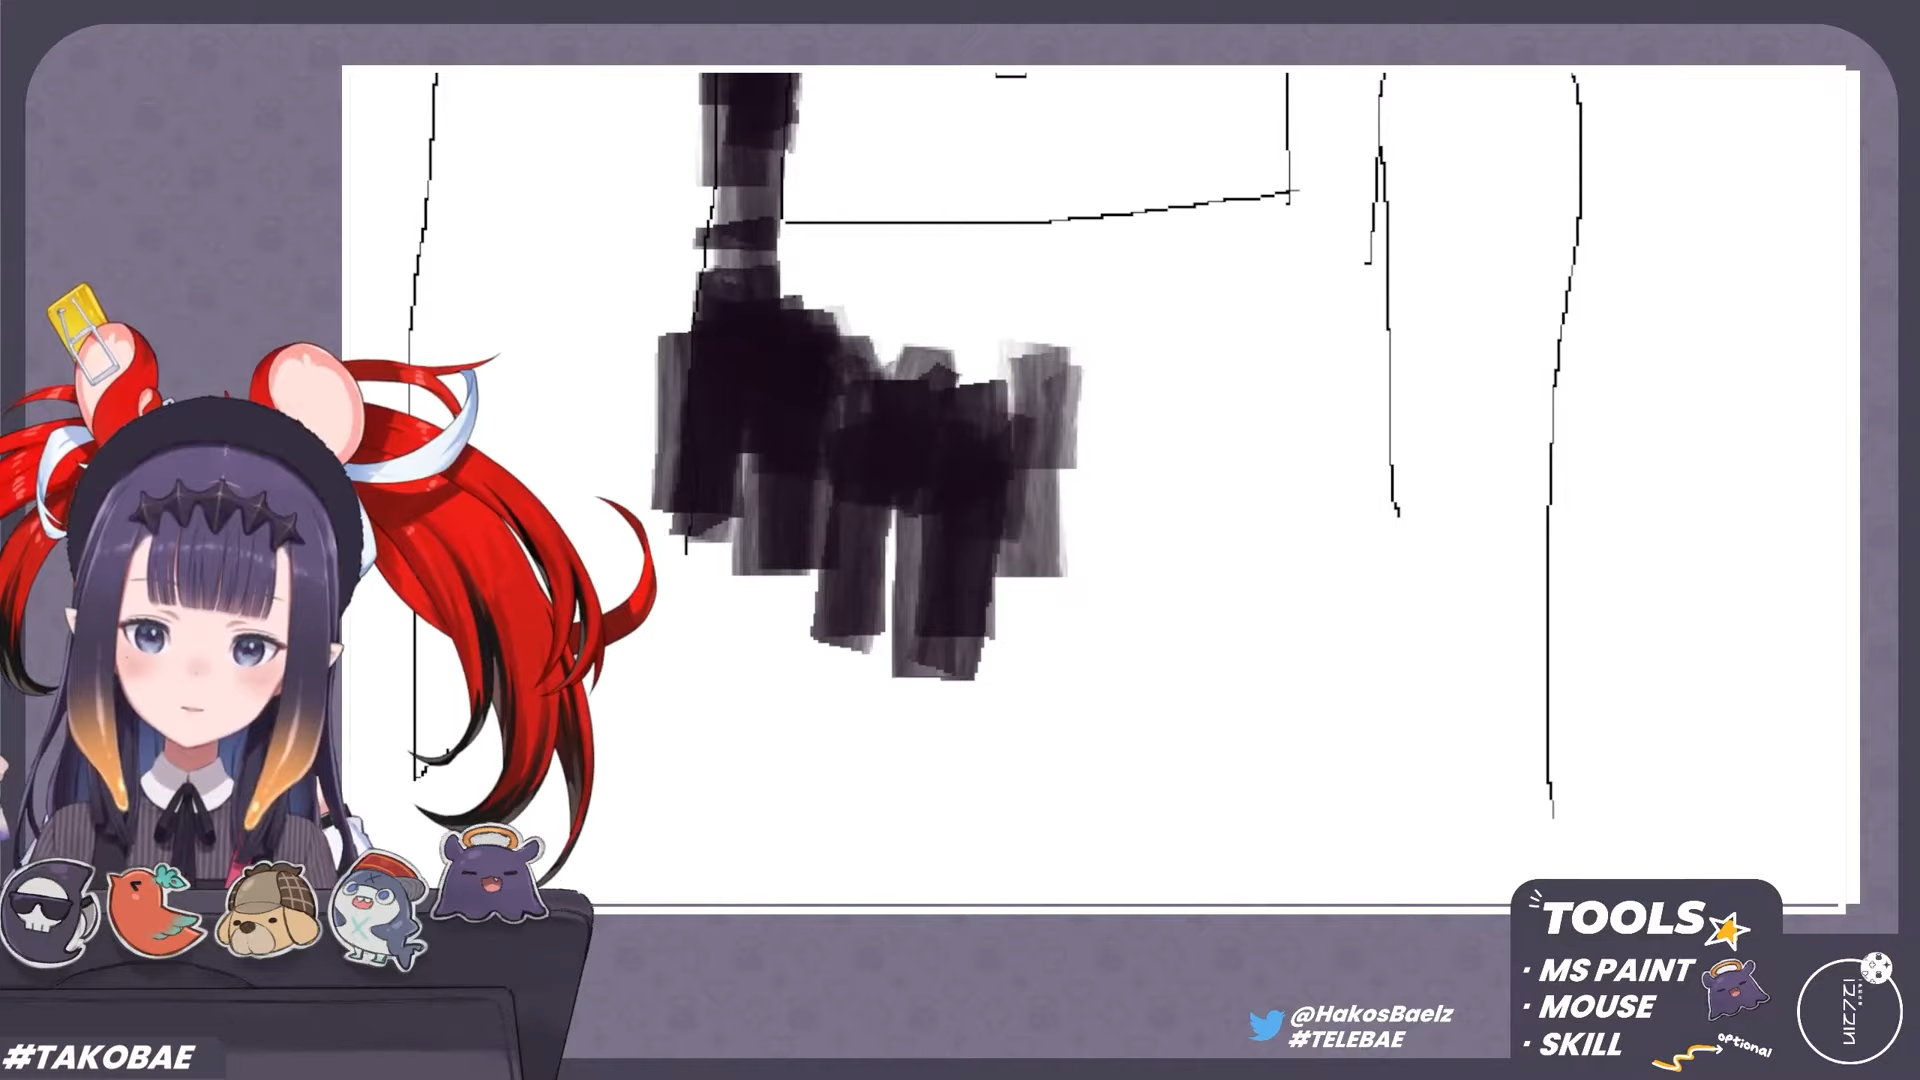 TOOLS
· MS PAINT
· MOUSE
· SKILL
optional
@HakosBaelz
#TELEBAE
#TAKOBAE